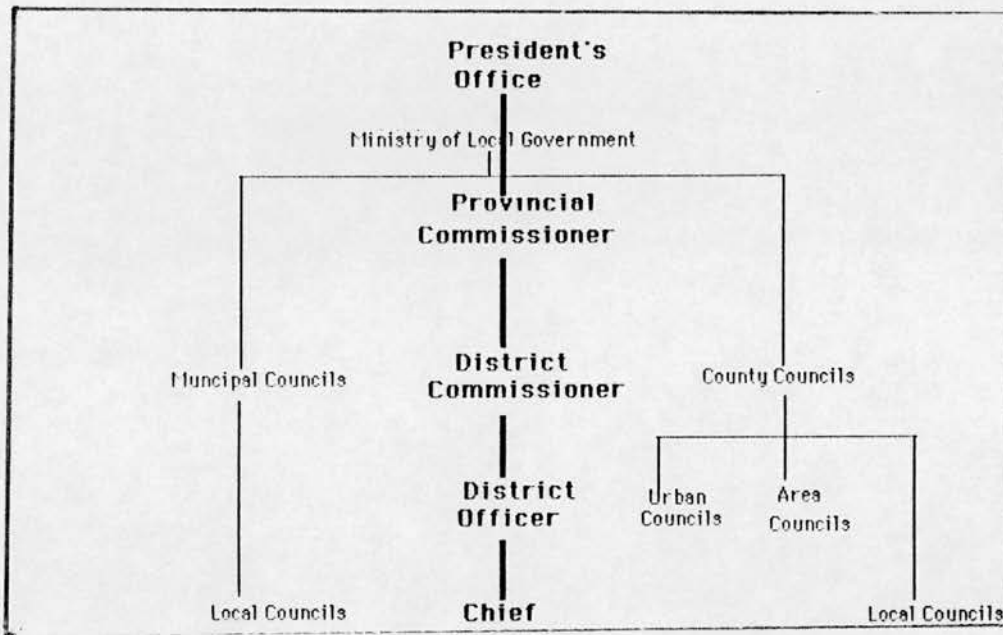 President's
Office
Ministry of Local Government
Provincial
Commissioner
Muncipal Councils
District
Commissioner
County Councils
District
Officer
Urban
Councils
Area
Councils
Local Councils
Chief
Local Councils